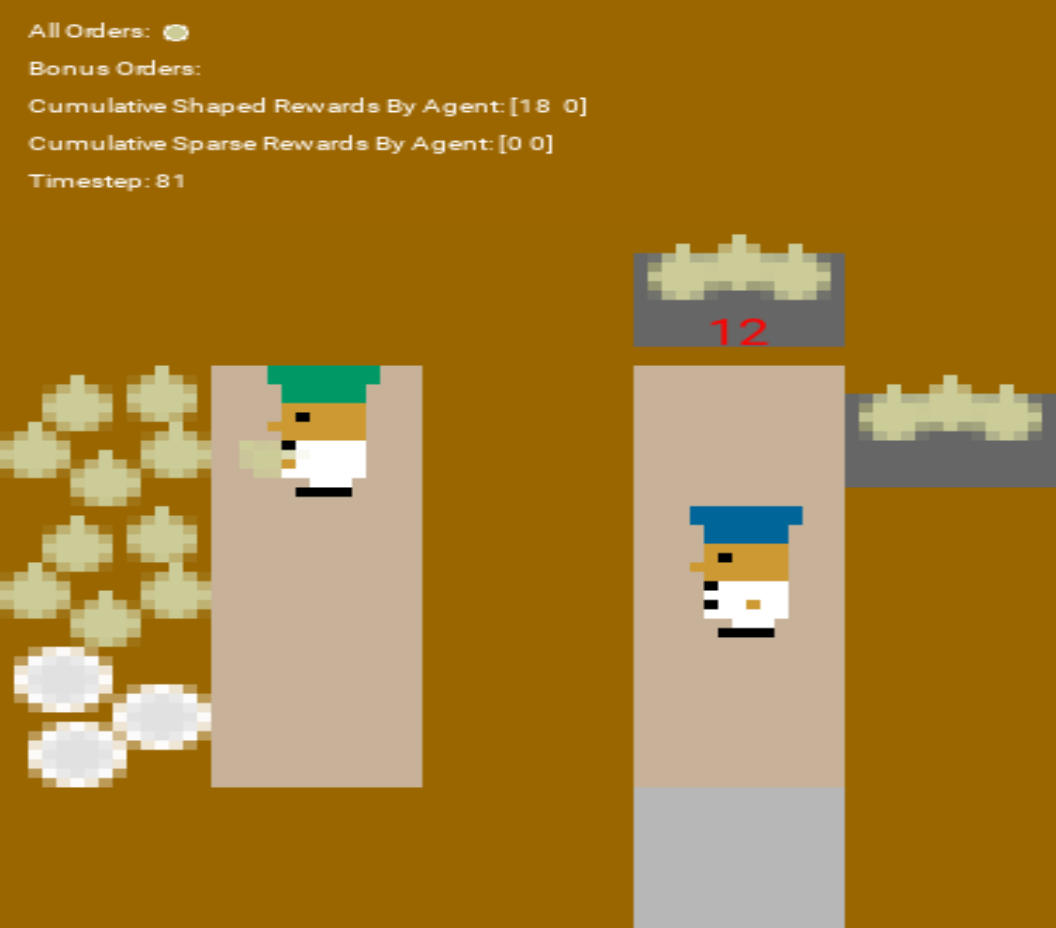 All Orders:
Bonus Orders:
Cumulative Shaped Rewards By Agent: [18 0]
Cumulative Sparse Rewards By Agent: [0 0]
Timestep: 81
12